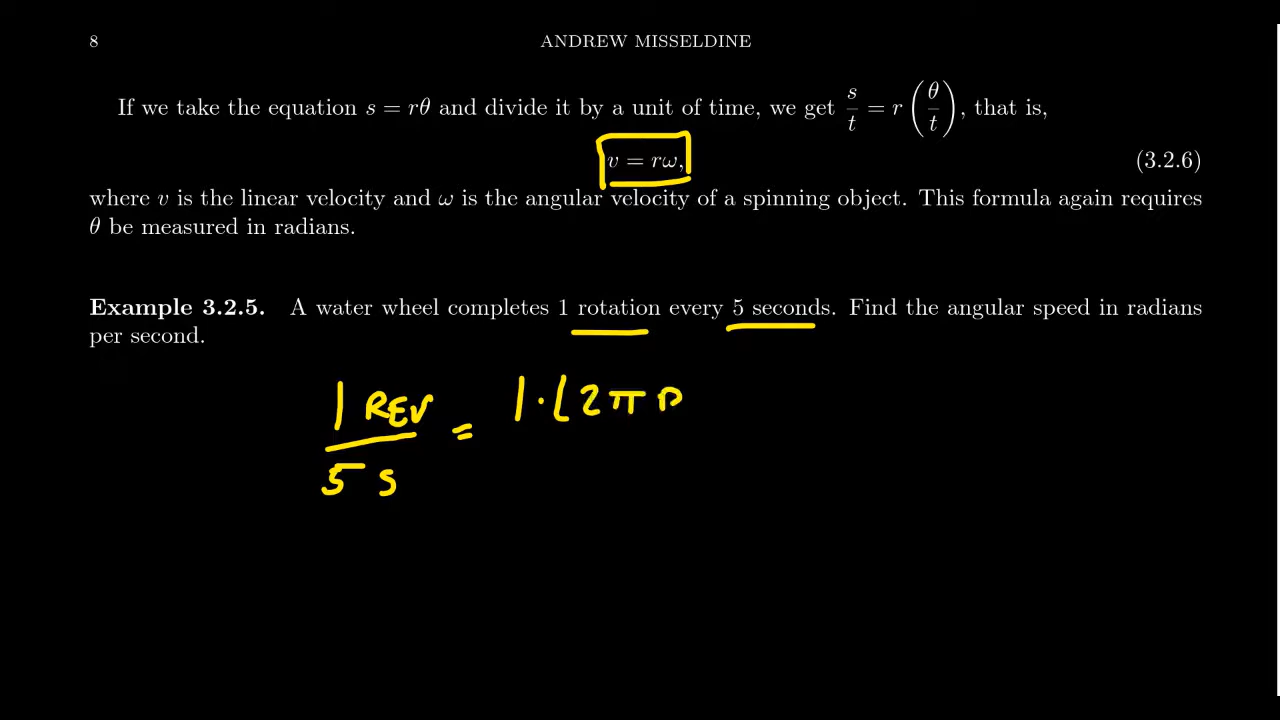 8 ANDREW MISSELDINE
If we take the equation s = rθ and divide it by a unit of time, we get s/t = r (θ/t), that is,
v = rω, (3.2.6)
where v is the linear velocity and ω is the angular velocity of a spinning object. This formula again requires
θ be measured in radians.
Example 3.2.5. A water wheel completes 1 rotation every 5 seconds. Find the angular speed in radians
per second.
1 REV / 5 s = 1 · (2π